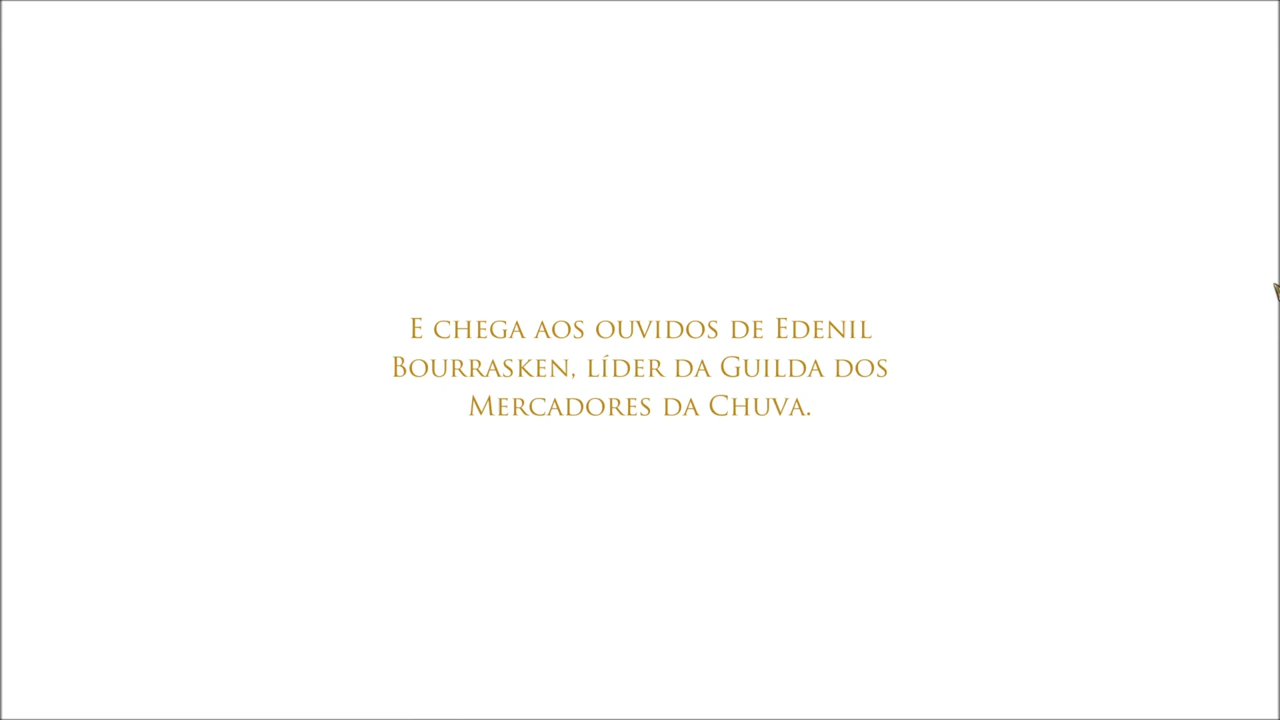 E chega aos ouvidos de Edenil
Bourrasken, líder da Guilda dos
Mercadores da Chuva.